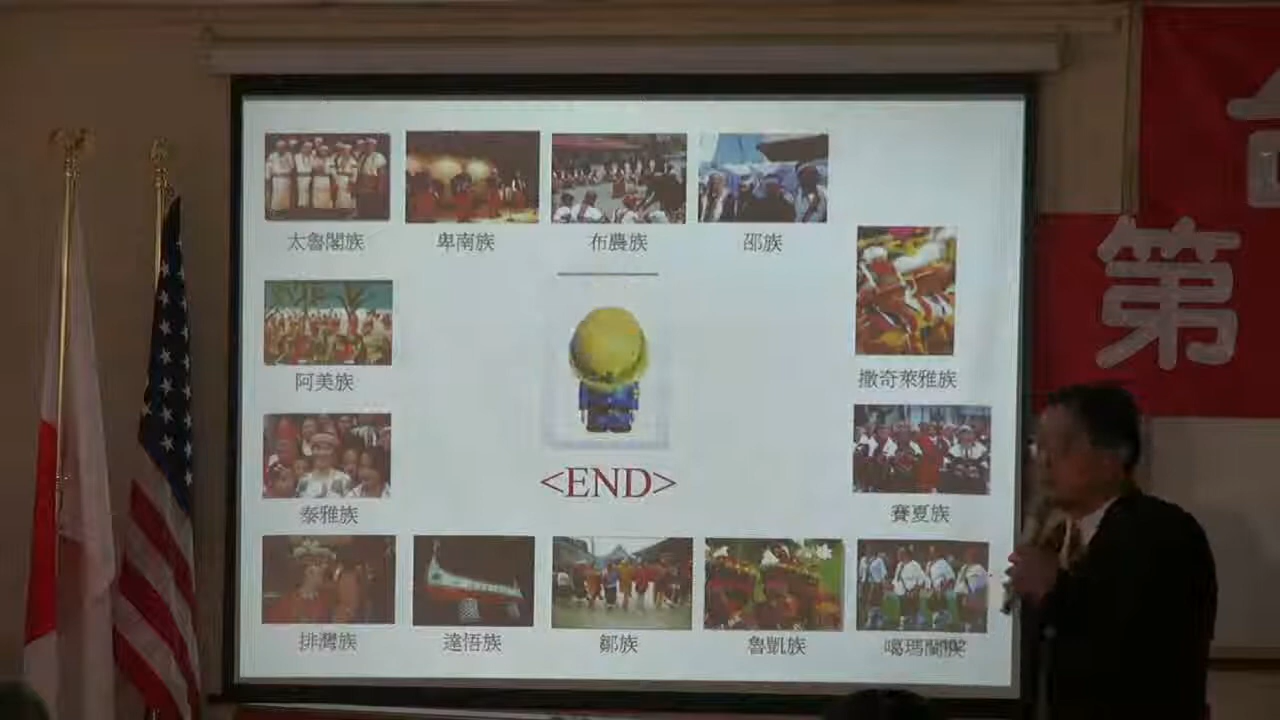 太魯閣族
卑南族
布農族
邵族
阿美族
撒奇萊雅族
泰雅族
<END>
賽夏族
排灣族
達悟族
鄒族
魯凱族
噶瑪蘭族
第